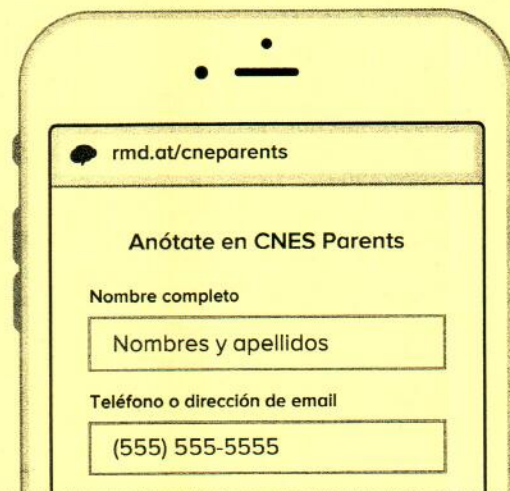 rmd.at/cneparents
Anótate en CNES Parents
Nombre completo
Nombres y apellidos
Teléfono o dirección de email
(555) 555-5555